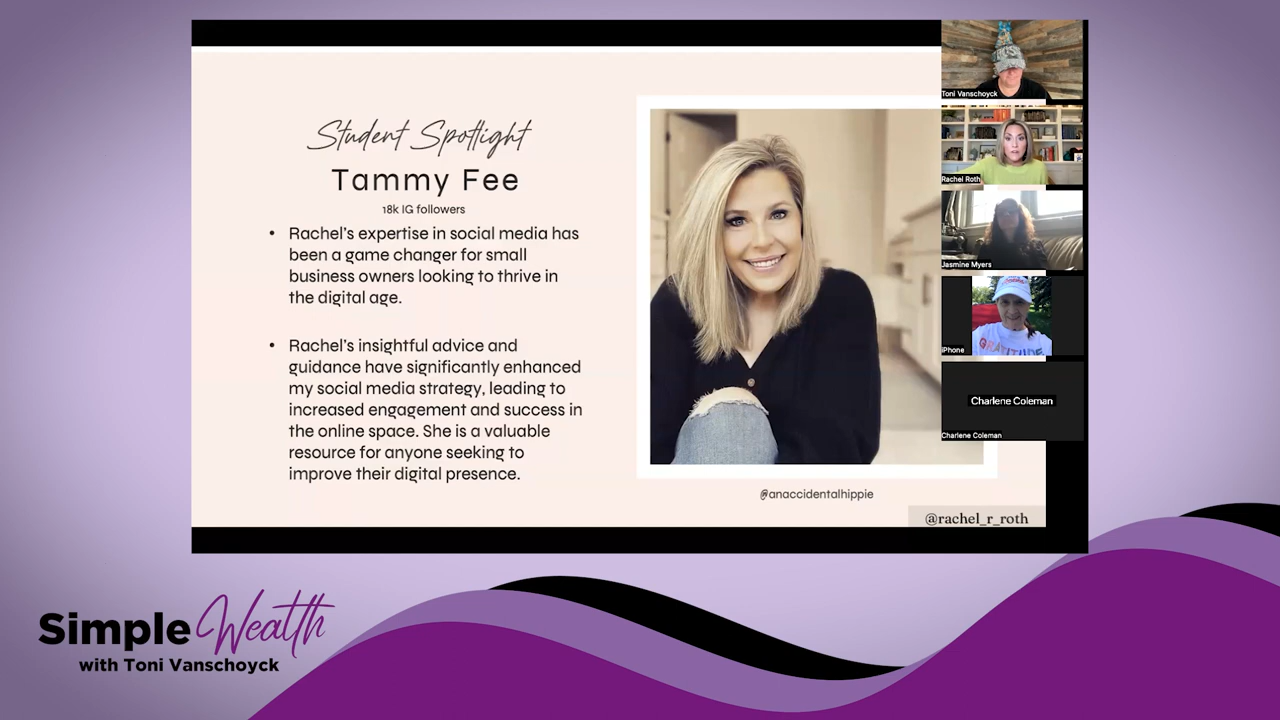 Student Spotlight
Tammy Fee
18k IG followers
• Rachel's expertise in social media has
been a game changer for small
business owners looking to thrive in
the digital age.
• Rachel's insightful advice and
guidance have significantly enhanced
my social media strategy, leading to
increased engagement and success in
the online space. She is a valuable
resource for anyone seeking to
improve their digital presence.
@anaccidentalhippie
@rachel_r_roth
Toni Vanschoyck
Rachel Roth
Jasmine Myers
GRATITUDE
iPhone
Charlene Coleman
Charlene Coleman
Simple Wealth
with Toni Vanschoyck